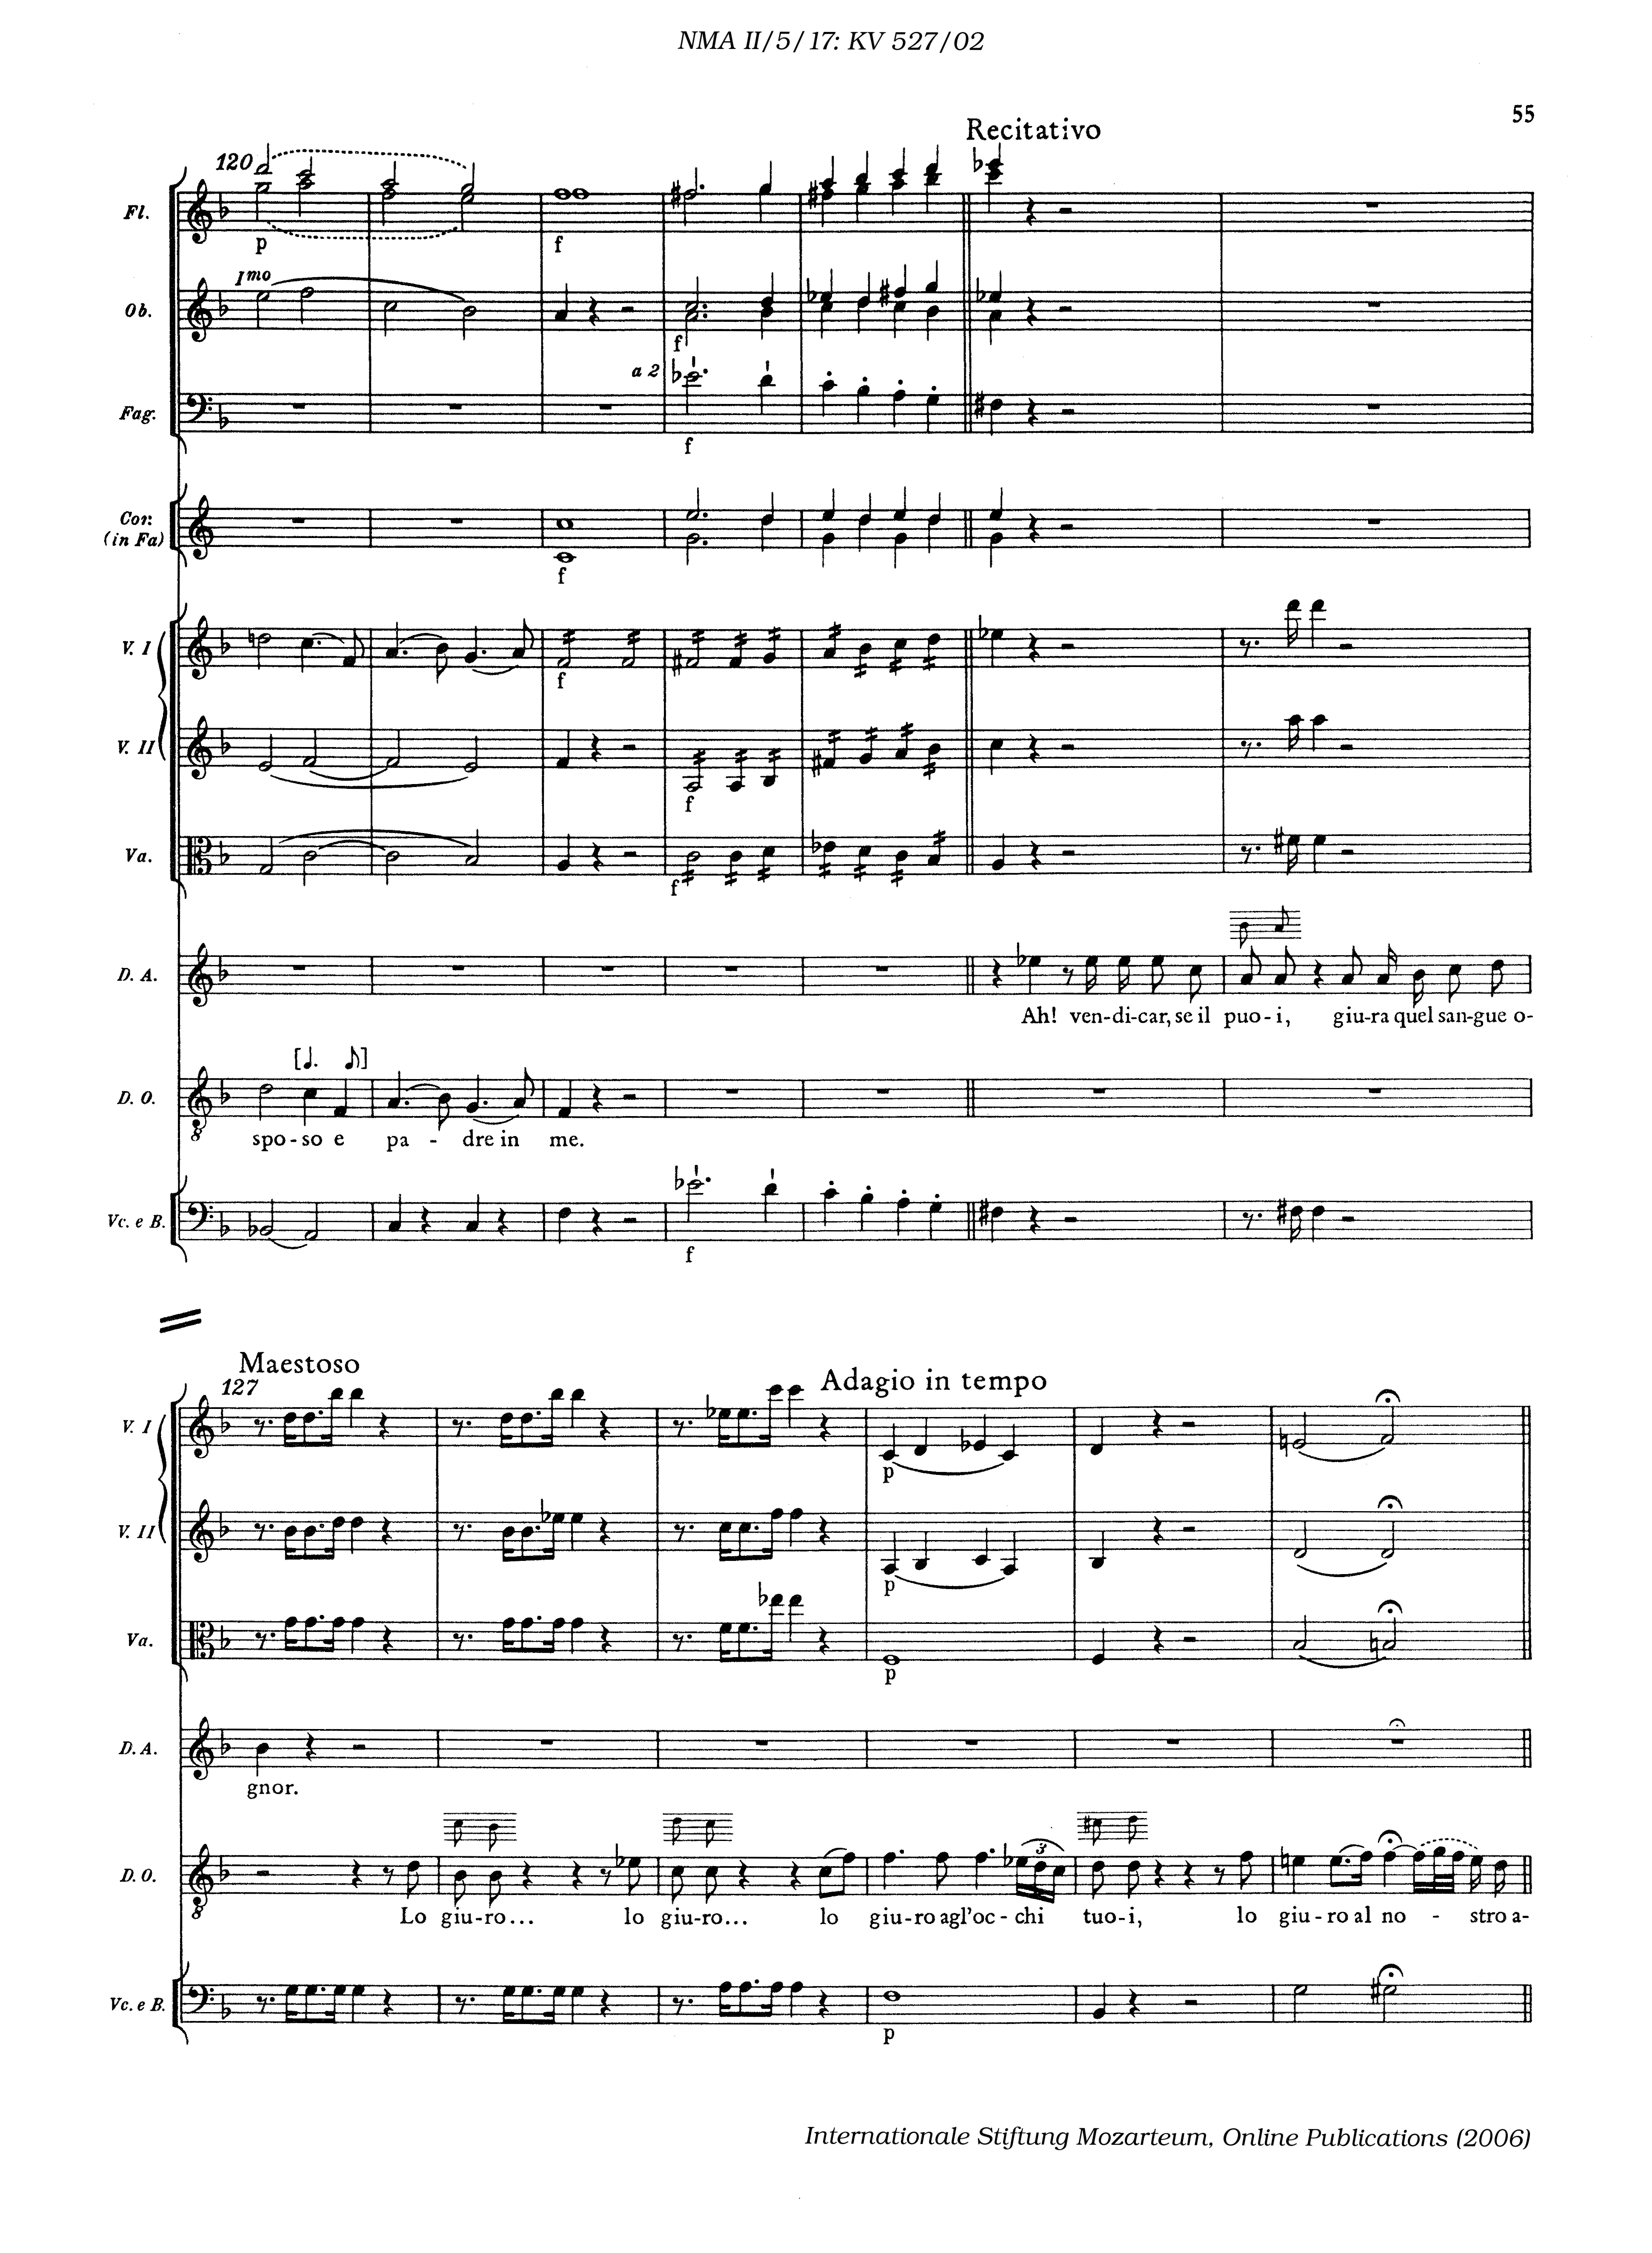 NMA II/5/17: KV 527/02
55
Recitativo
120
Fl.
p
f
Imo
Ob.
f
a 2
Fag.
f
Cor.
(in Fa)
f
V. I
f
V. II
f
Va.
f
D. A.
Ah! ven-di-car, se il puo-i, giu-ra quel san-gue o-
D. O.
spo-so e pa - dre in me.
8
Vc. e B.
f
Maestoso
127
Adagio in tempo
V. I
p
V. II
p
Va.
p
D. A.
gnor.
3
D. O.
8
Lo giu-ro... lo giu-ro... lo giu-ro agl'oc-chi tuo-i, lo giu-ro al no - stro a-
Vc. e B.
p
Internationale Stiftung Mozarteum, Online Publications (2006)